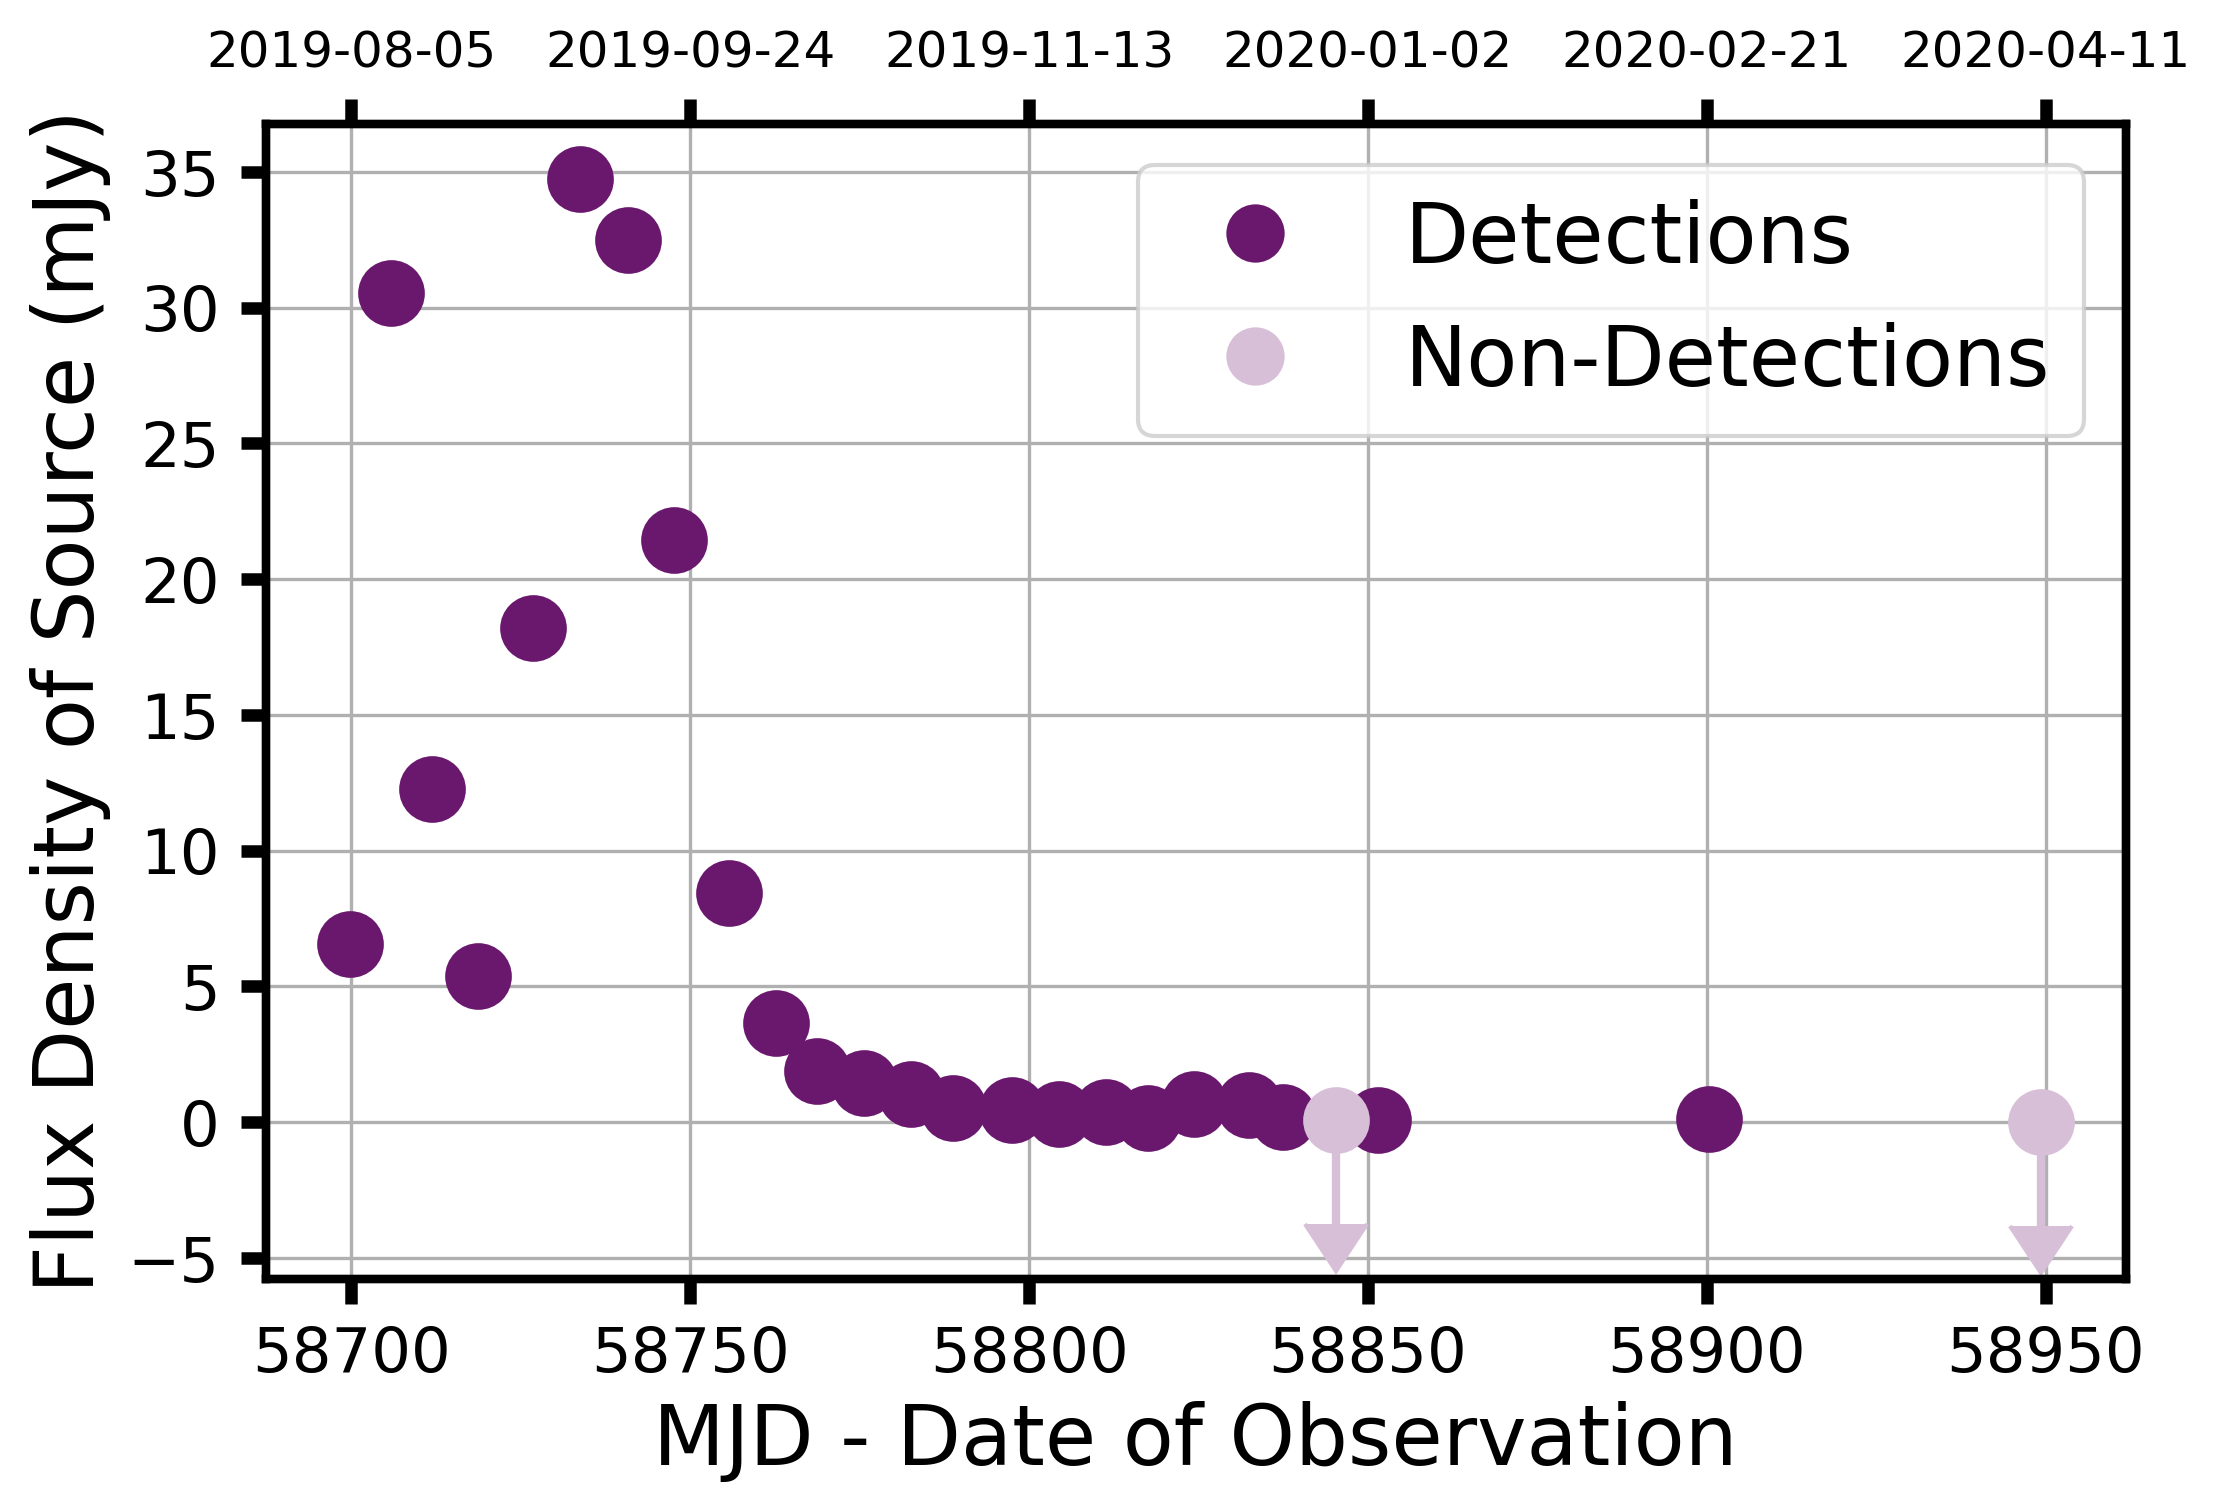 2019-08-05 2019-09-24 2019-11-13 2020-01-02 2020-02-21 2020-04-11
Flux Density of Source (mJy)
35
30
25
20
15
10
5
0
−5
Detections
Non-Detections
58700 58750 58800 58850 58900 58950
MJD - Date of Observation